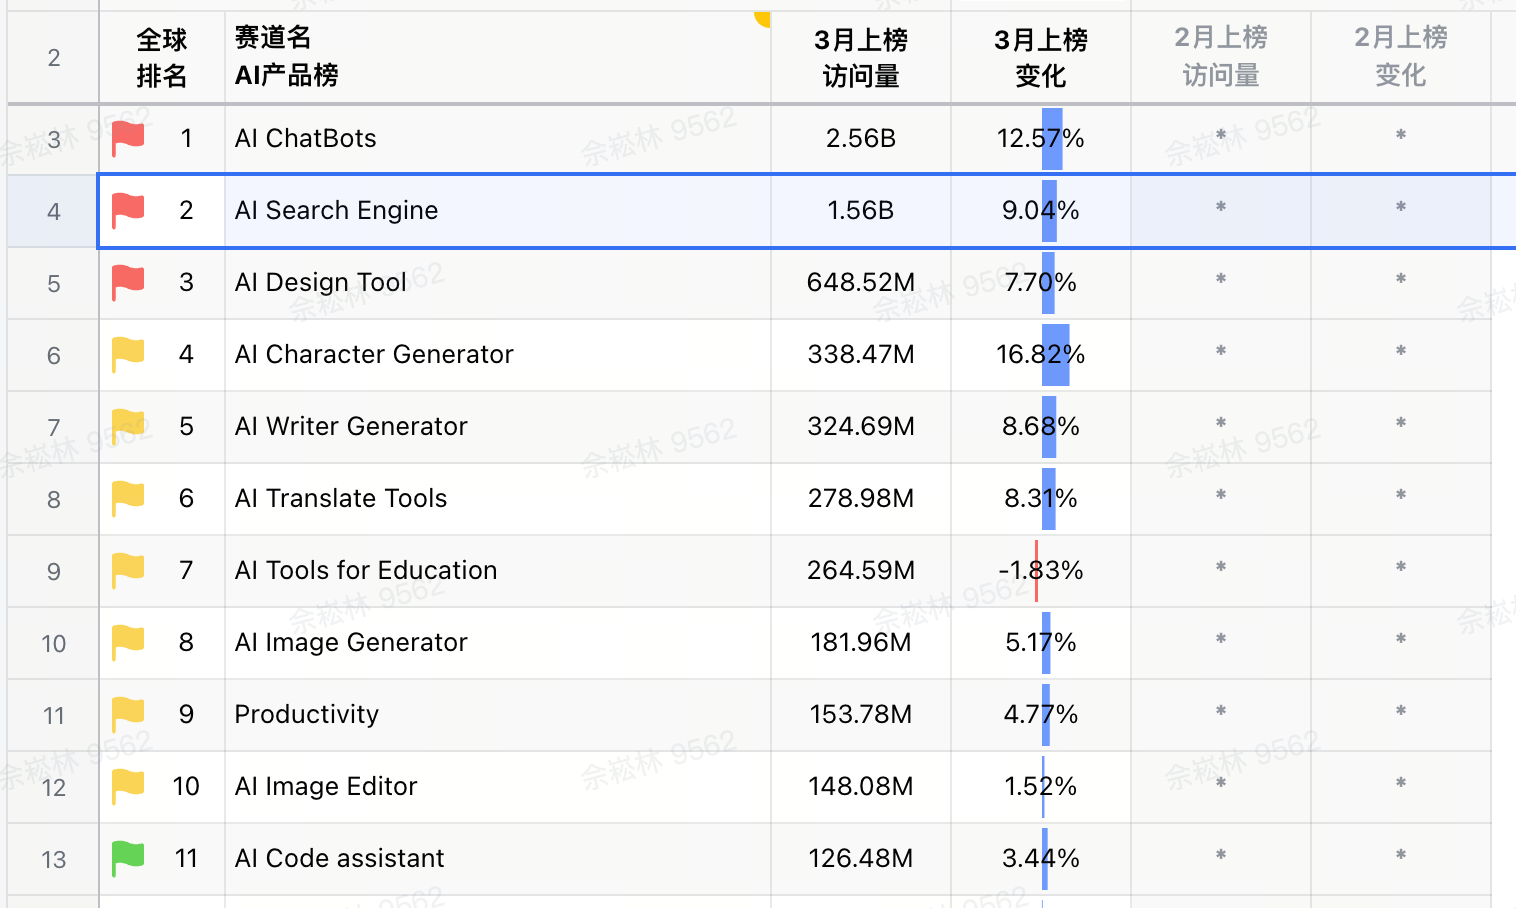 2 全球排名 赛道名 AI产品榜 3月上榜访问量 3月上榜变化 2月上榜访问量 2月上榜变化
3 1 AI ChatBots 2.56B 12.57% * *
4 2 AI Search Engine 1.56B 9.04% * *
5 3 AI Design Tool 648.52M 7.70% * *
6 4 AI Character Generator 338.47M 16.82% * *
7 5 AI Writer Generator 324.69M 8.68% * *
8 6 AI Translate Tools 278.98M 8.31% * *
9 7 AI Tools for Education 264.59M -1.83% * *
10 8 AI Image Generator 181.96M 5.17% * *
11 9 Productivity 153.78M 4.77% * *
12 10 AI Image Editor 148.08M 1.52% * *
13 11 AI Code assistant 126.48M 3.44% * *
佘崧林 9562